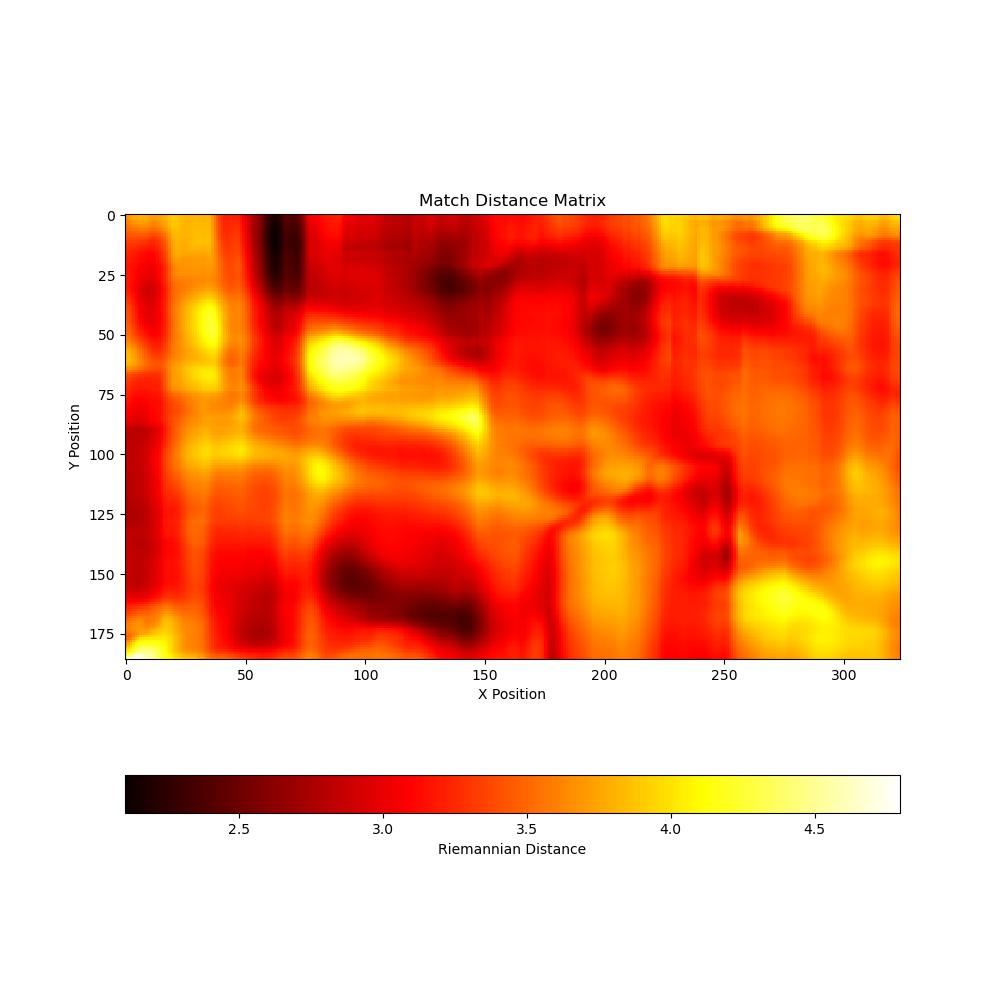 Match Distance Matrix
0
25
50
75
100
125
150
175
Y Position
0 50 100 150 200 250 300
X Position
2.5 3.0 3.5 4.0 4.5
Riemannian Distance